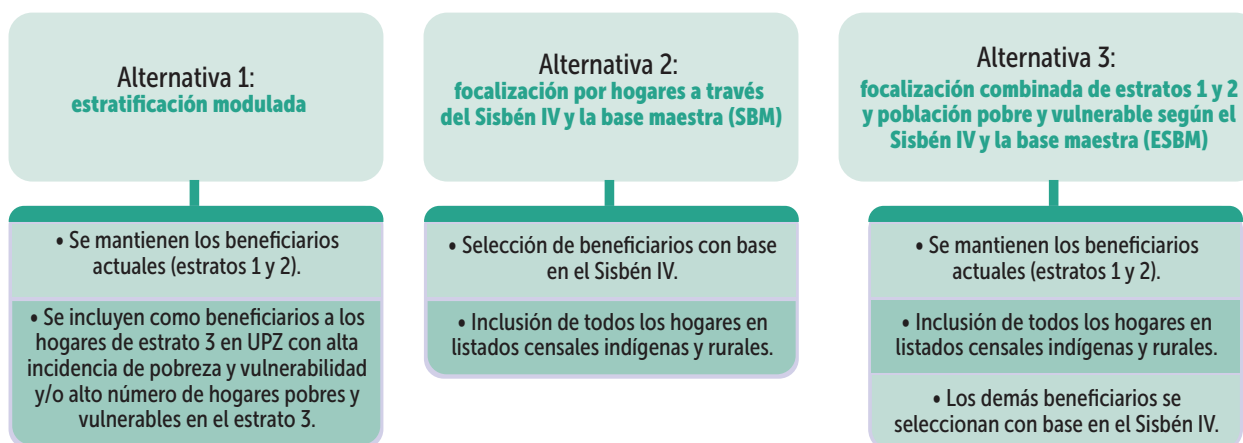 Alternativa 1:
estratificación modulada
• Se mantienen los beneficiarios
actuales (estratos 1 y 2).
• Se incluyen como beneficiarios a los
hogares de estrato 3 en UPZ con alta
incidencia de pobreza y vulnerabilidad
y/o alto número de hogares pobres y
vulnerables en el estrato 3.
Alternativa 2:
focalización por hogares a través
del Sisbén IV y la base maestra (SBM)
• Selección de beneficiarios con base
en el Sisbén IV.
• Inclusión de todos los hogares en
listados censales indígenas y rurales.
Alternativa 3:
focalización combinada de estratos 1 y 2
y población pobre y vulnerable según el
Sisbén IV y la base maestra (ESBM)
• Se mantienen los beneficiarios
actuales (estratos 1 y 2).
• Inclusión de todos los hogares en
listados censales indígenas y rurales.
• Los demás beneficiarios se
seleccionan con base en el Sisbén IV.